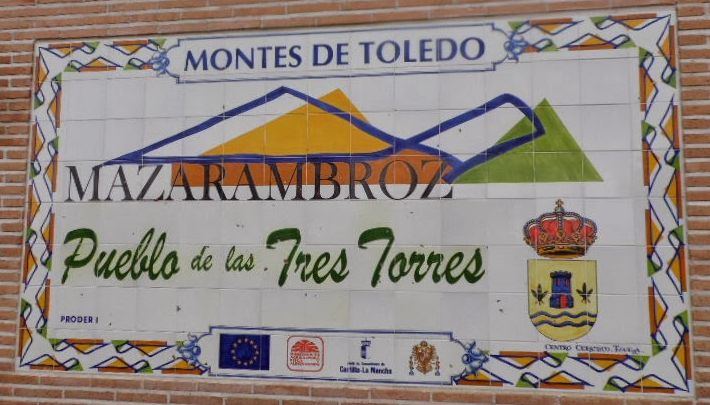 MONTES DE TOLEDO
MAZARAMBROZ
Pueblo de las Tres Torres
PRODER I
Castilla-La Mancha